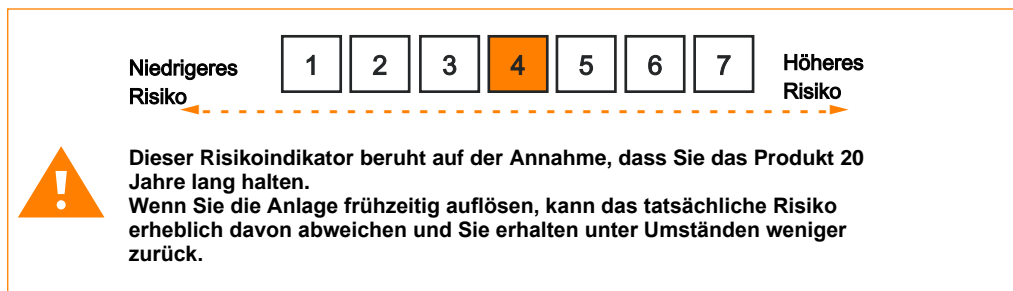 Niedrigeres Risiko
1 2 3 4 5 6 7
Höheres Risiko
!
Dieser Risikoindikator beruht auf der Annahme, dass Sie das Produkt 20
Jahre lang halten.
Wenn Sie die Anlage frühzeitig auflösen, kann das tatsächliche Risiko
erheblich davon abweichen und Sie erhalten unter Umständen weniger
zurück.